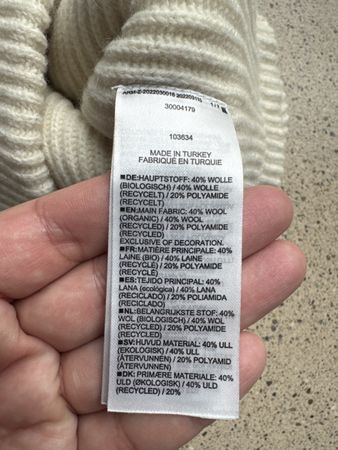 30004179
103634
MADE IN TURKEY
FABRIQUÉ EN TURQUIE
■DE:HAUPTSTOFF: 40% WOLLE
(BIOLOGISCH) / 40% WOLLE
(RECYCELT) / 20% POLYAMIDE
(RECYCELT)
■EN:MAIN FABRIC: 40% WOOL
(ORGANIC) / 40% WOOL
(RECYCLED) / 20% POLYAMIDE
(RECYCLED)
EXCLUSIVE OF DECORATION.
■FR:MATIÈRE PRINCIPALE: 40%
LAINE (BIO) / 40% LAINE
(RECYCLÉ) / 20% POLYAMIDE
(RECYCLÉ)
■ES:TEJIDO PRINCIPAL: 40%
LANA (ecológica) / 40% LANA
(RECICLADO) / 20% POLIAMIDA
(RECICLADO)
■NL:BELANGRIJKSTE STOF: 40%
WOL (BIOLOGISCH) / 40% WOL
(RECYCLED) / 20% POLYAMIDE
(RECYCLED)
■SV:HUVUD MATERIAL: 40% ULL
(EKOLOGISK) / 40% ULL
(ÅTERVUNNEN) / 20% POLYAMID
(ÅTERVUNNEN)
■DK: PRIMÆRE MATERIALE: 40%
ULD (ØKOLOGISK) / 40% ULD
(RECYCLED) / 20%